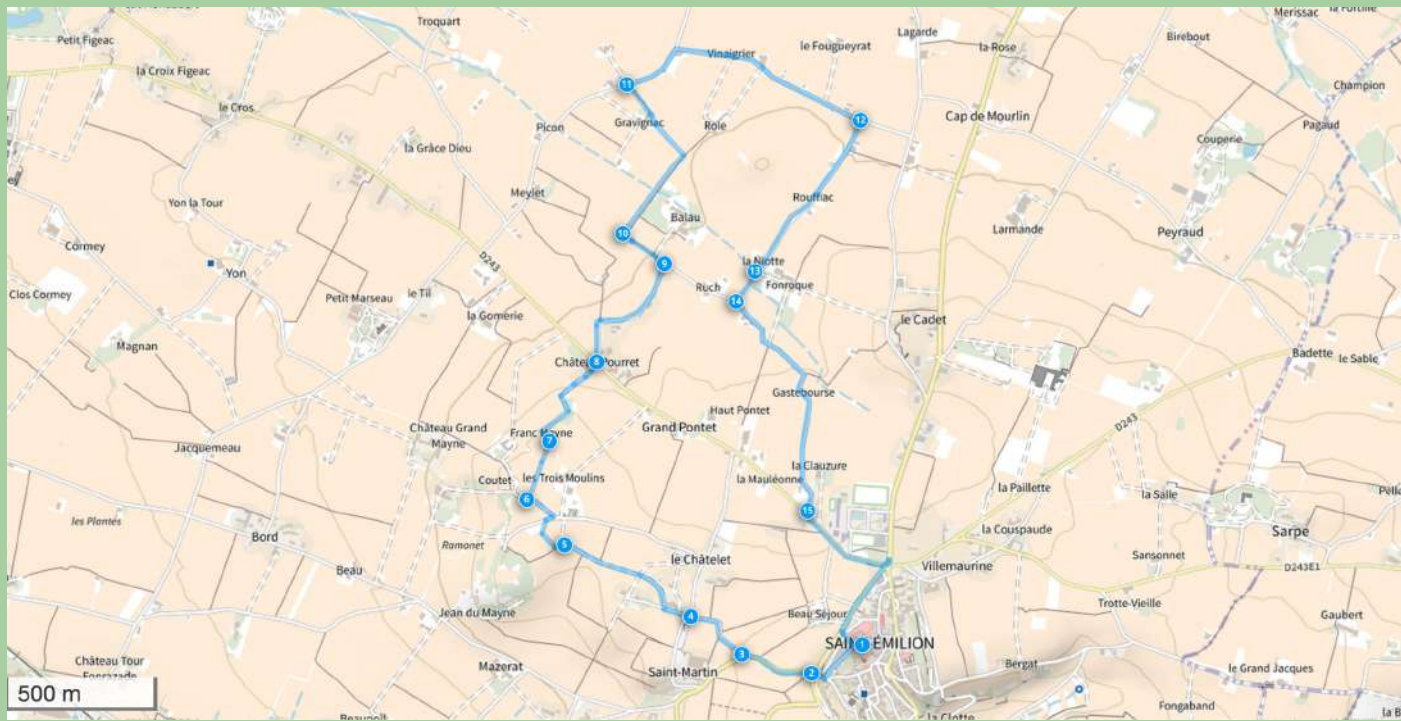 Troquart
Merissac
la Fortille
Petit Figeac
Lagarde
Birebout
la Croix Figeac
Vinaigrier
le Fougueyrat
la Rose
11
Champion
le Cros
Picon
Gravignac
Role
12
Cap de Mourlin
Pagaud
la Grâce Dieu
Couperie
Meylet
Rouffiac
Yon la Tour
Balau
Larmande
Peyraud
10
Cormey
D243
9
la Niotte
Yon
13
Ruch
Fonroque
Clos Cormey
Petit Marseau
le Til
14
la Gomerie
le Cadet
Magnan
8
Château Pourret
Badette
le Sable
Gastebourse
Haut Pontet
D243
Château Grand
Mayne
Franc Mayne
7
Grand Pontet
Jacquemeau
la Clauzure
Coutet
les Trois Moulins
la Mauléonne
la Paillette
la Salle
6
15
les Plantes
la Couspaude
Sarpe
Bord
Ramonet
5
Sansonnet
le Châtelet
Villemaurine
D243E1
Beau
Trotte-Vieille
Jean du Mayne
4
Beau Séjour
Gaubert
SAINT-ÉMILION
1
Château Tour
3
Mazerat
Saint-Martin
2
Bergat
le Grand Jacques
500 m
Fongaband
la Clotte